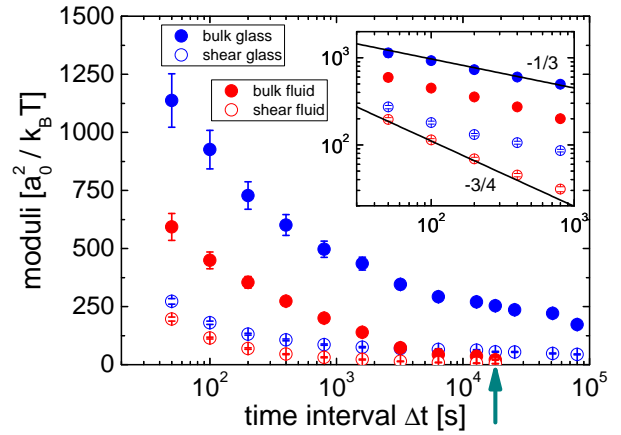 bulk glass
shear glass
bulk fluid
shear fluid
moduli [a₀² / k_BT]
1500
1250
1000
750
500
250
0
10² 10³ 10⁴ 10⁵
time interval Δt [s]
10³
10²
-1/3
-3/4
10² 10³